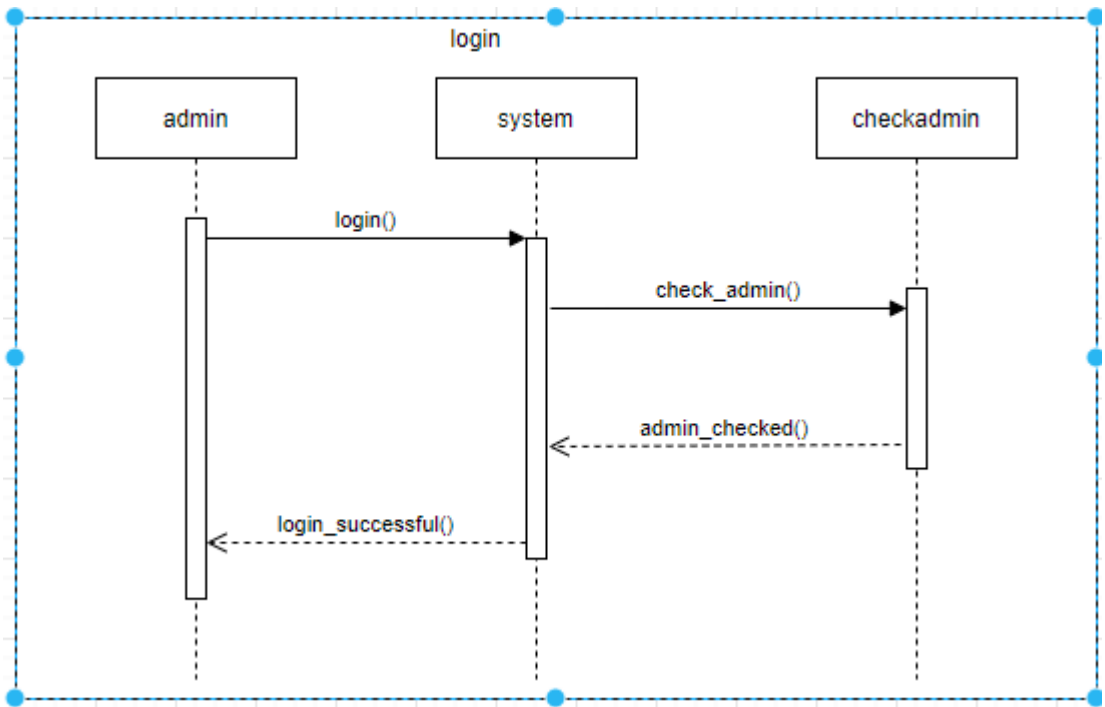 login
admin
system
checkadmin
login()
check_admin()
admin_checked()
login_successful()